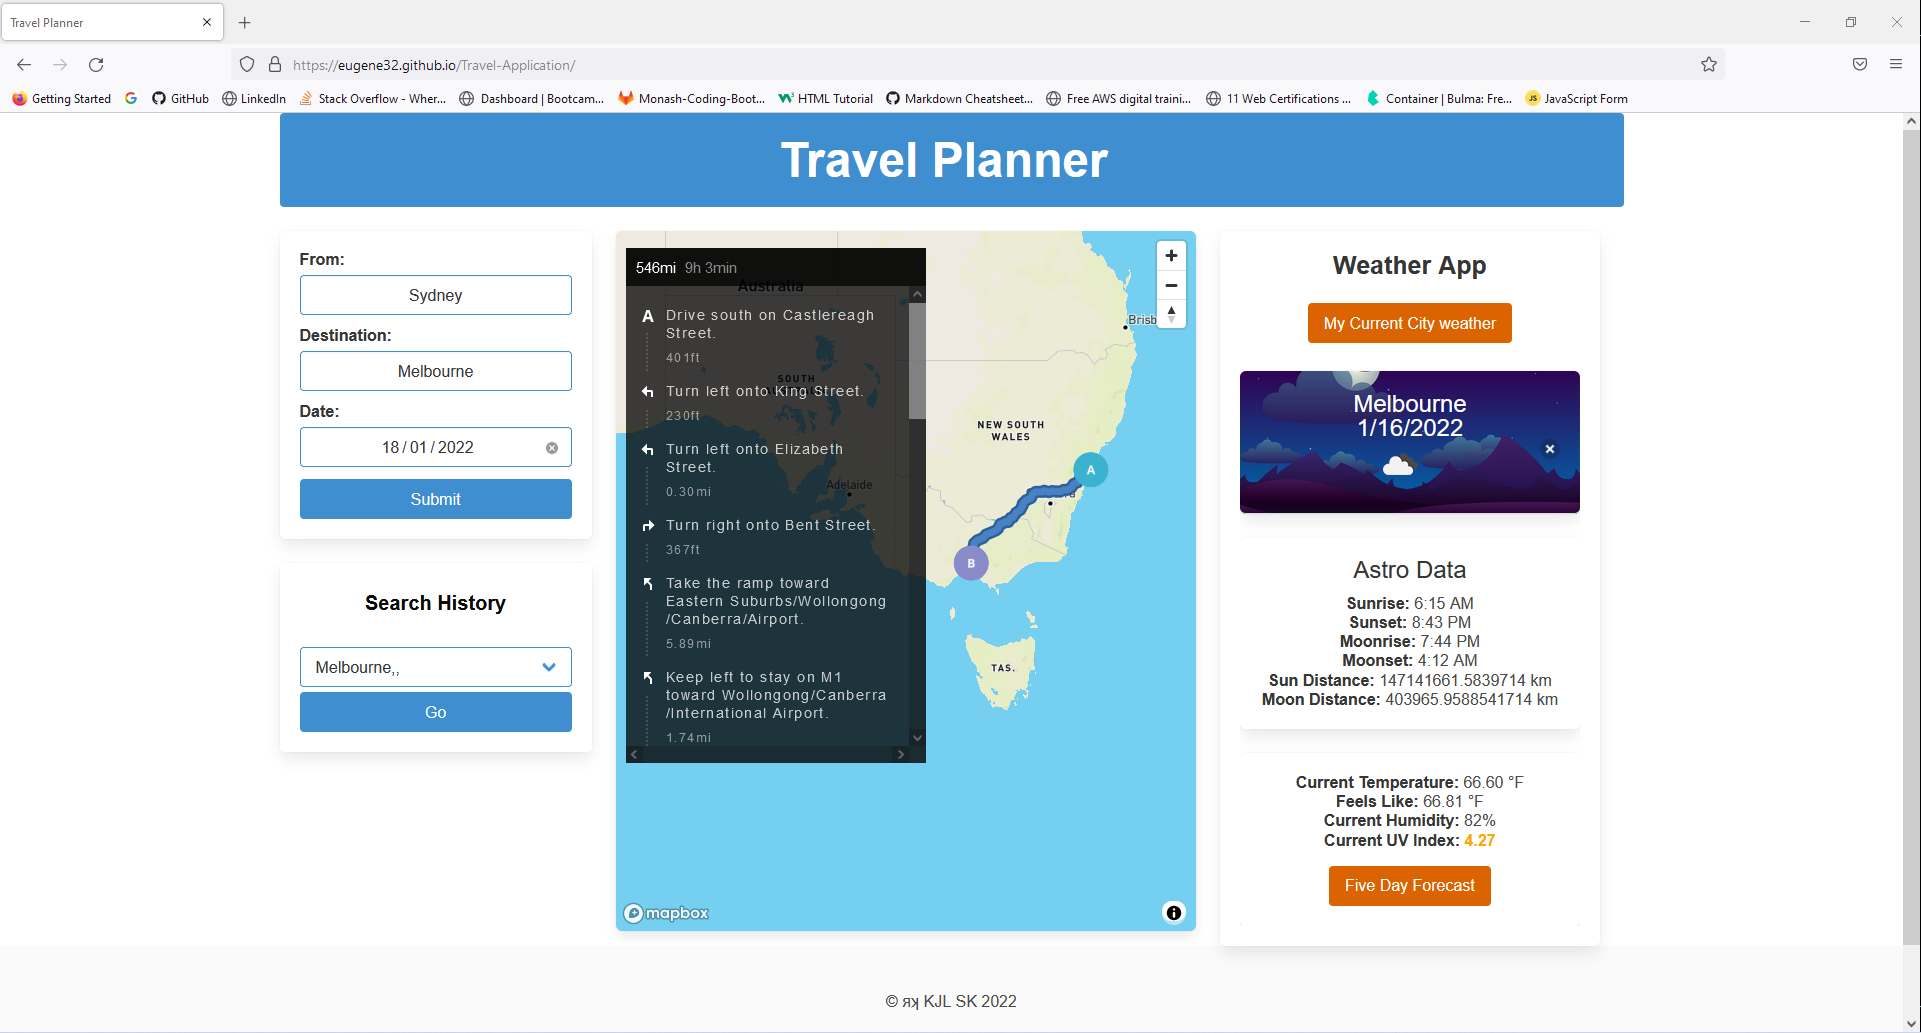 Travel Planner
https://eugene32.github.io/Travel-Application/
Getting Started
GitHub
LinkedIn
Stack Overflow - Wher...
Dashboard | Bootcam...
Monash-Coding-Boot...
HTML Tutorial
Markdown Cheatsheet...
Free AWS digital traini...
11 Web Certifications ...
Container | Bulma: Fre...
JS
JavaScript Form
Travel Planner
From:
Sydney
Destination:
Melbourne
Date:
18/01/2022
Submit
Search History
Melbourne,,
Go
546mi 9h 3min
Australia
A
Drive south on Castlereagh
Street.
401ft
SOUTH
Turn left onto King Street.
230ft
Turn left onto Elizabeth
Street.
Adelaide
0.30mi
Turn right onto Bent Street.
367ft
Take the ramp toward
Eastern Suburbs/Wollongong
/Canberra/Airport.
5.89mi
Keep left to stay on M1
toward Wollongong/Canberra
/International Airport.
1.74mi
Brisb
NEW SOUTH
WALES
A
B
TAS.
mapbox
Weather App
My Current City weather
Melbourne
1/16/2022
Astro Data
Sunrise: 6:15 AM
Sunset: 8:43 PM
Moonrise: 7:44 PM
Moonset: 4:12 AM
Sun Distance: 147141661.5839714 km
Moon Distance: 403965.9588541714 km
Current Temperature: 66.60 °F
Feels Like: 66.81 °F
Current Humidity: 82%
Current UV Index: 4.27
Five Day Forecast
© ᴙʞ KJL SK 2022